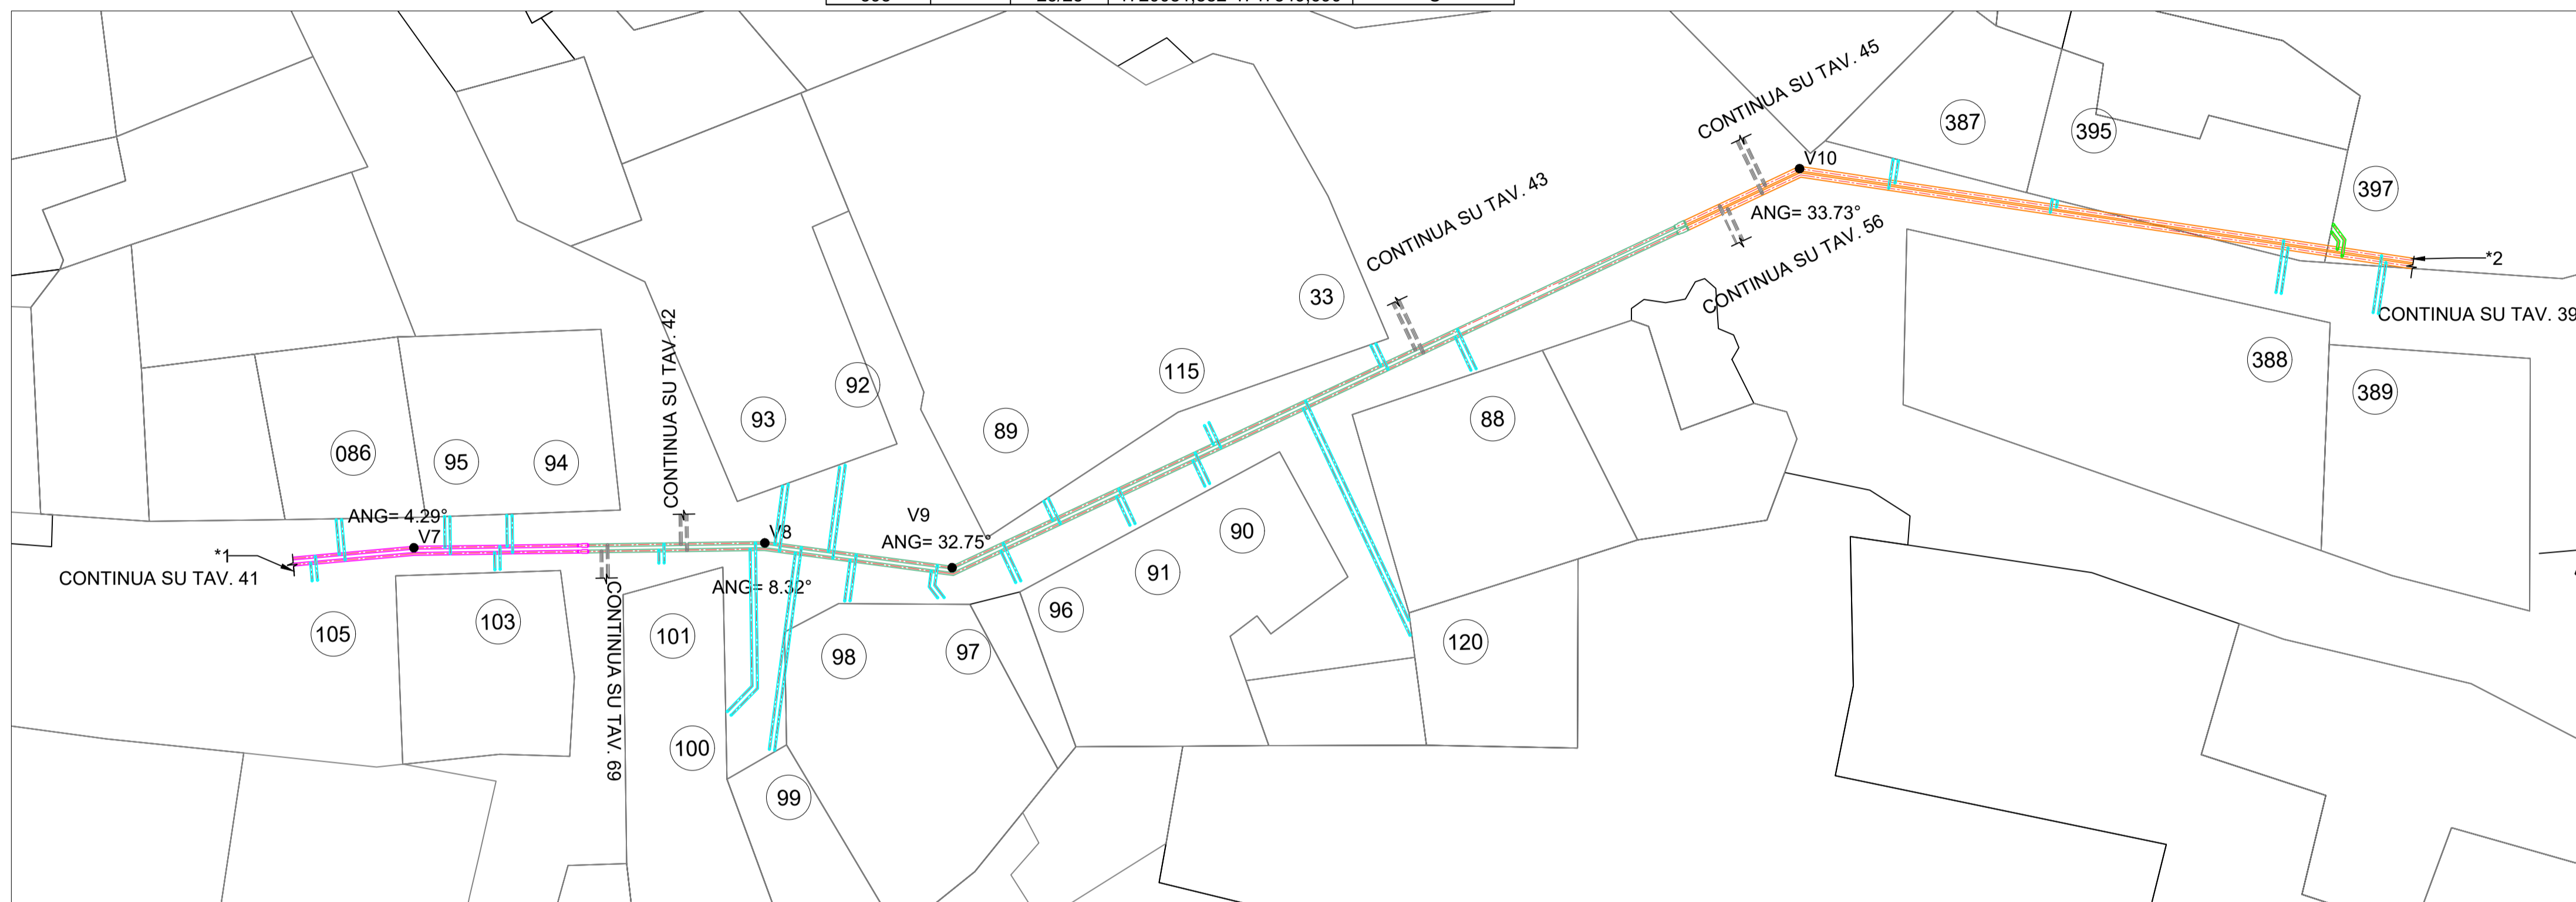 CONTINUA SU TAV. 45
387
395
V10
397
CONTINUA SU TAV. 43
ANG= 33.73°
CONTINUA SU TAV. 56
*2
CONTINUA SU TAV. 39
33
CONTINUA SU TAV. 42
115
388
92
389
93
89
88
086
95
94
ANG= 4.29°
V7
V8
V9
ANG= 32.75°
90
*1
CONTINUA SU TAV. 41
91
ANG= 8.32°
CONTINUA SU TAV. 69
96
105
103
101
98
97
120
100
99